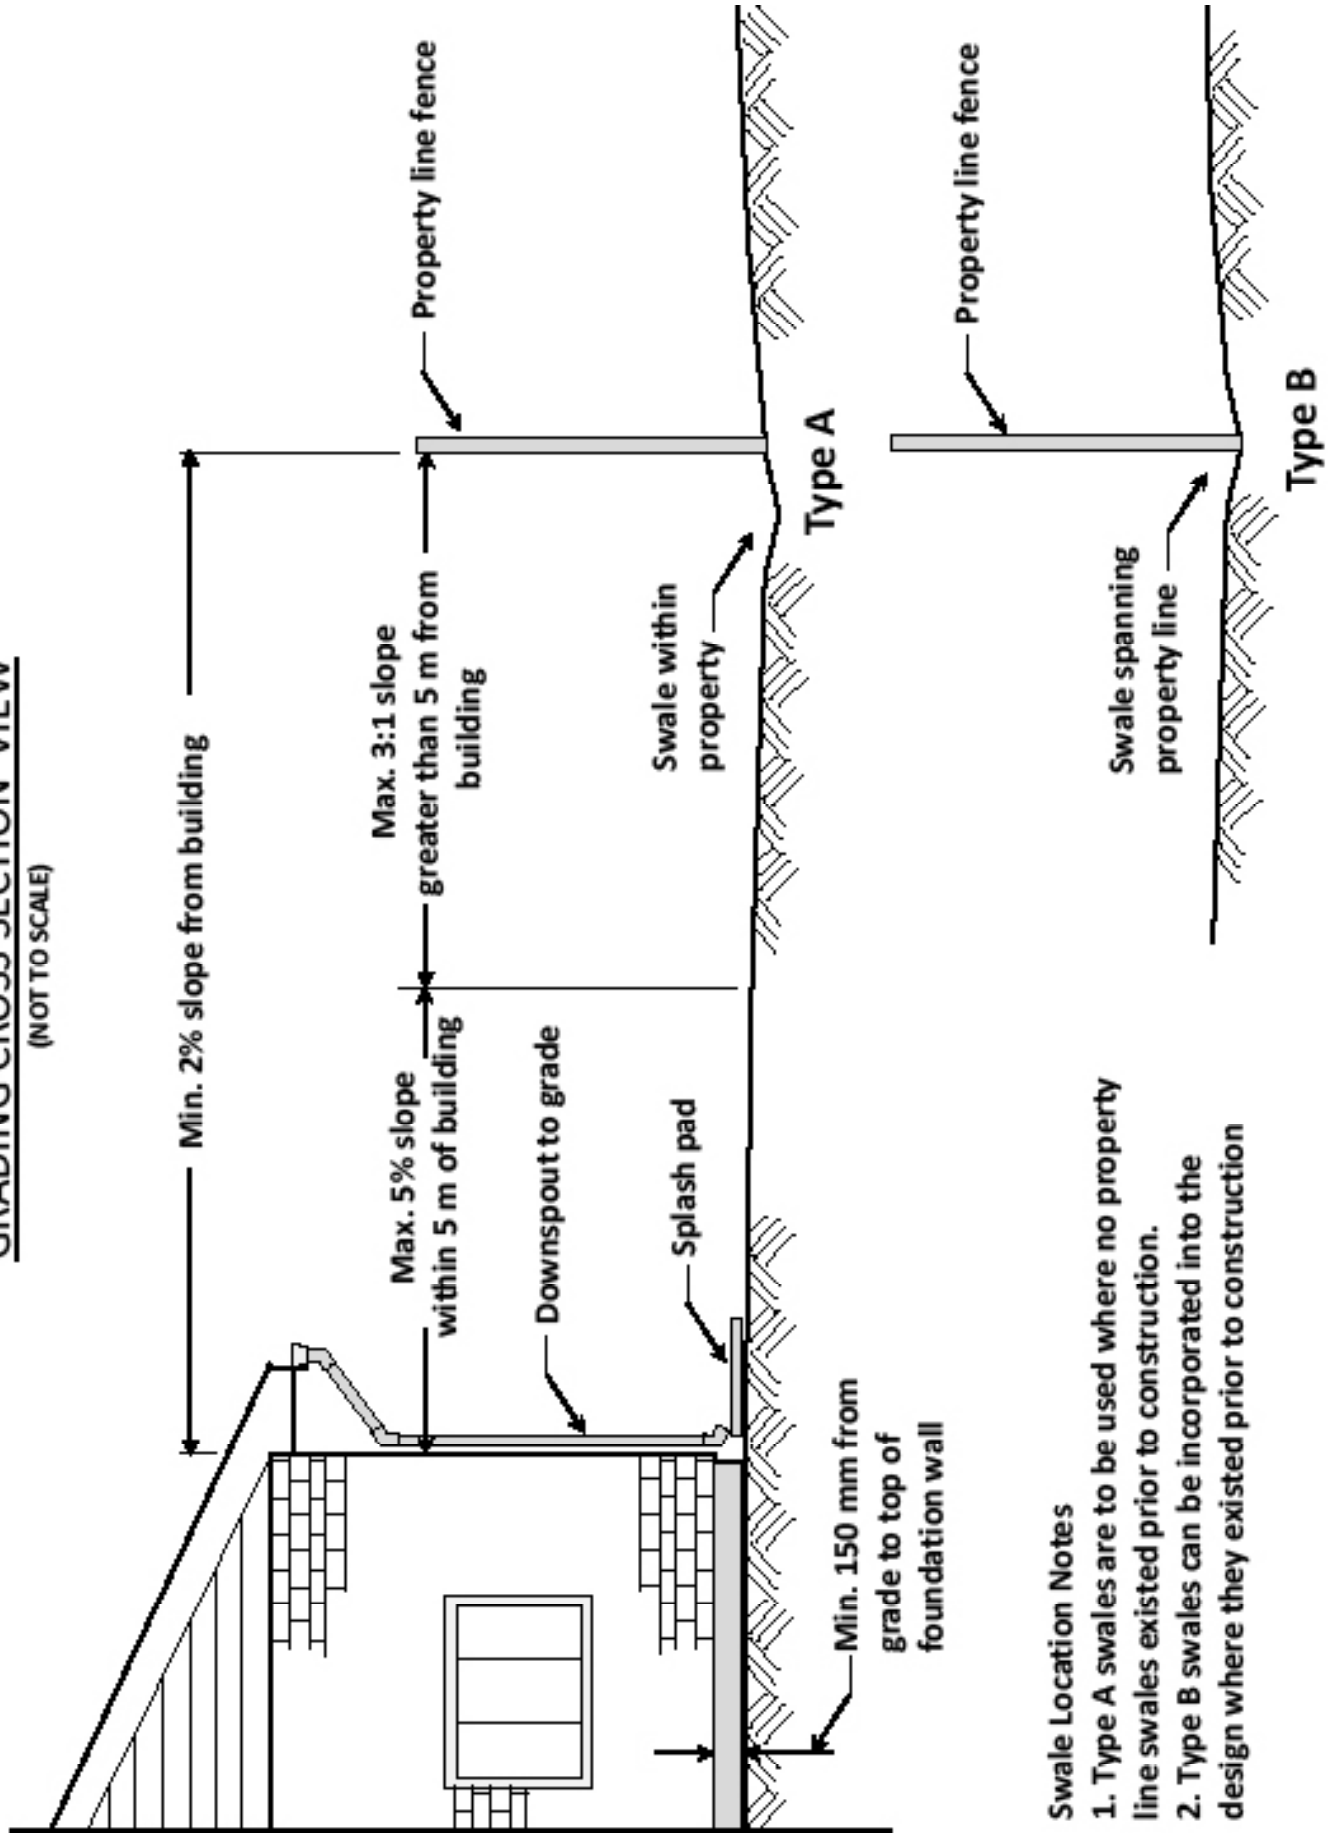 GRADING CROSS SECTION VIEW
(NOT TO SCALE)
Min. 2% slope from building
Max. 5% slope
within 5 m of building
Max. 3:1 slope
greater than 5 m from
building
Property line fence
Downspout to grade
Splash pad
Swale within
property
Type A
Min. 150 mm from
grade to top of
foundation wall
Property line fence
Swale spanning
property line
Type B
Swale Location Notes
1. Type A swales are to be used where no property
line swales existed prior to construction.
2. Type B swales can be incorporated into the
design where they existed prior to construction